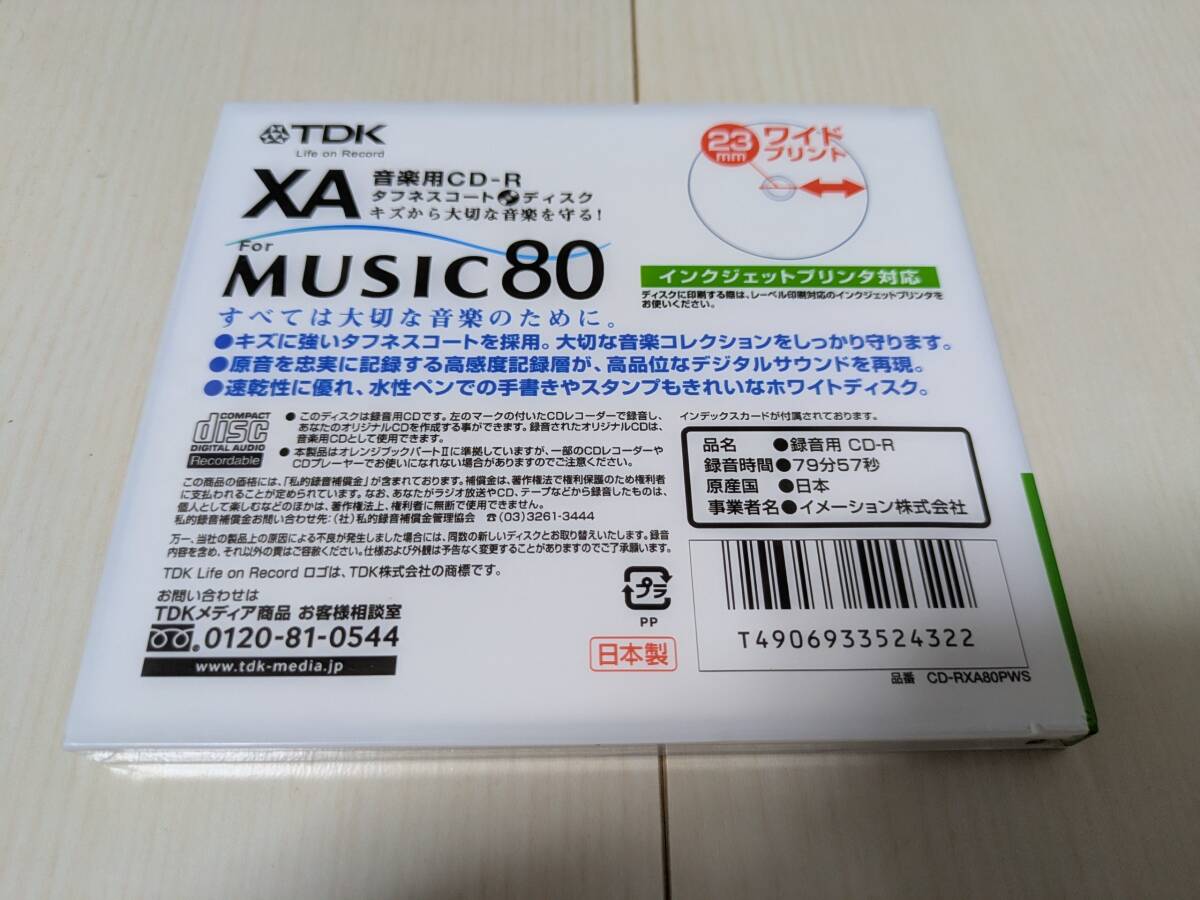 TDK
Life on Record
XA
音楽用CD-R
タフネスコート ディスク
キズから大切な音楽を守る!
For
MUSIC 80
すべては大切な音楽のために。
23
mm
ワイド
プリント
インクジェットプリンタ対応
ディスクに印刷する際は、レーベル印刷対応のインクジェットプリンタを
お使いください。
●キズに強いタフネスコートを採用。大切な音楽コレクションをしっかり守ります。
●原音を忠実に記録する高感度記録層が、高品位なデジタルサウンドを再現。
●速乾性に優れ、水性ペンでの手書きやスタンプもきれいなホワイトディスク。
COMPACT
disc
DIGITAL AUDIO
Recordable
●このディスクは録音用CDです。左のマークの付いたCDレコーダーで録音し、
あなたのオリジナルCDを作成する事ができます。録音されたオリジナルCDは、
音楽用CDとして使用できます。
●本製品はオレンジブックパートⅡに準拠していますが、一部のCDレコーダーや
CDプレーヤーでお使いになれない場合がありますのでご注意ください。
この商品の価格には、「私的録音補償金」が含まれております。補償金は、著作権法で権利保護のため権利者
に支払われることが定められています。なお、あなたがラジオ放送やCD、テープなどから録音したものは、
個人として楽しむなどのほかは、著作権法上、権利者に無断で使用できません。
私的録音補償金お問い合わせ先:(社)私的録音補償金管理協会 ☎(03)3261-3444
万一、当社の製品上の原因による不良が発生しました場合には、同数の新しいディスクとお取り替えいたします。録音
内容を含め、それ以外の責はご容赦ください。仕様および外観は予告なく変更することがありますのでご了承願います。
TDK Life on Record ロゴは、TDK株式会社の商標です。
お問い合わせは
TDKメディア商品 お客様相談室
0120-81-0544
www.tdk-media.jp
インデックスカードが付属されております。
品名 ●録音用 CD-R
録音時間●79分57秒
原産国 ●日本
事業者名●イメーション株式会社
プラ
PP
日本製
T4906933524322
品番 CD-RXA80PWS